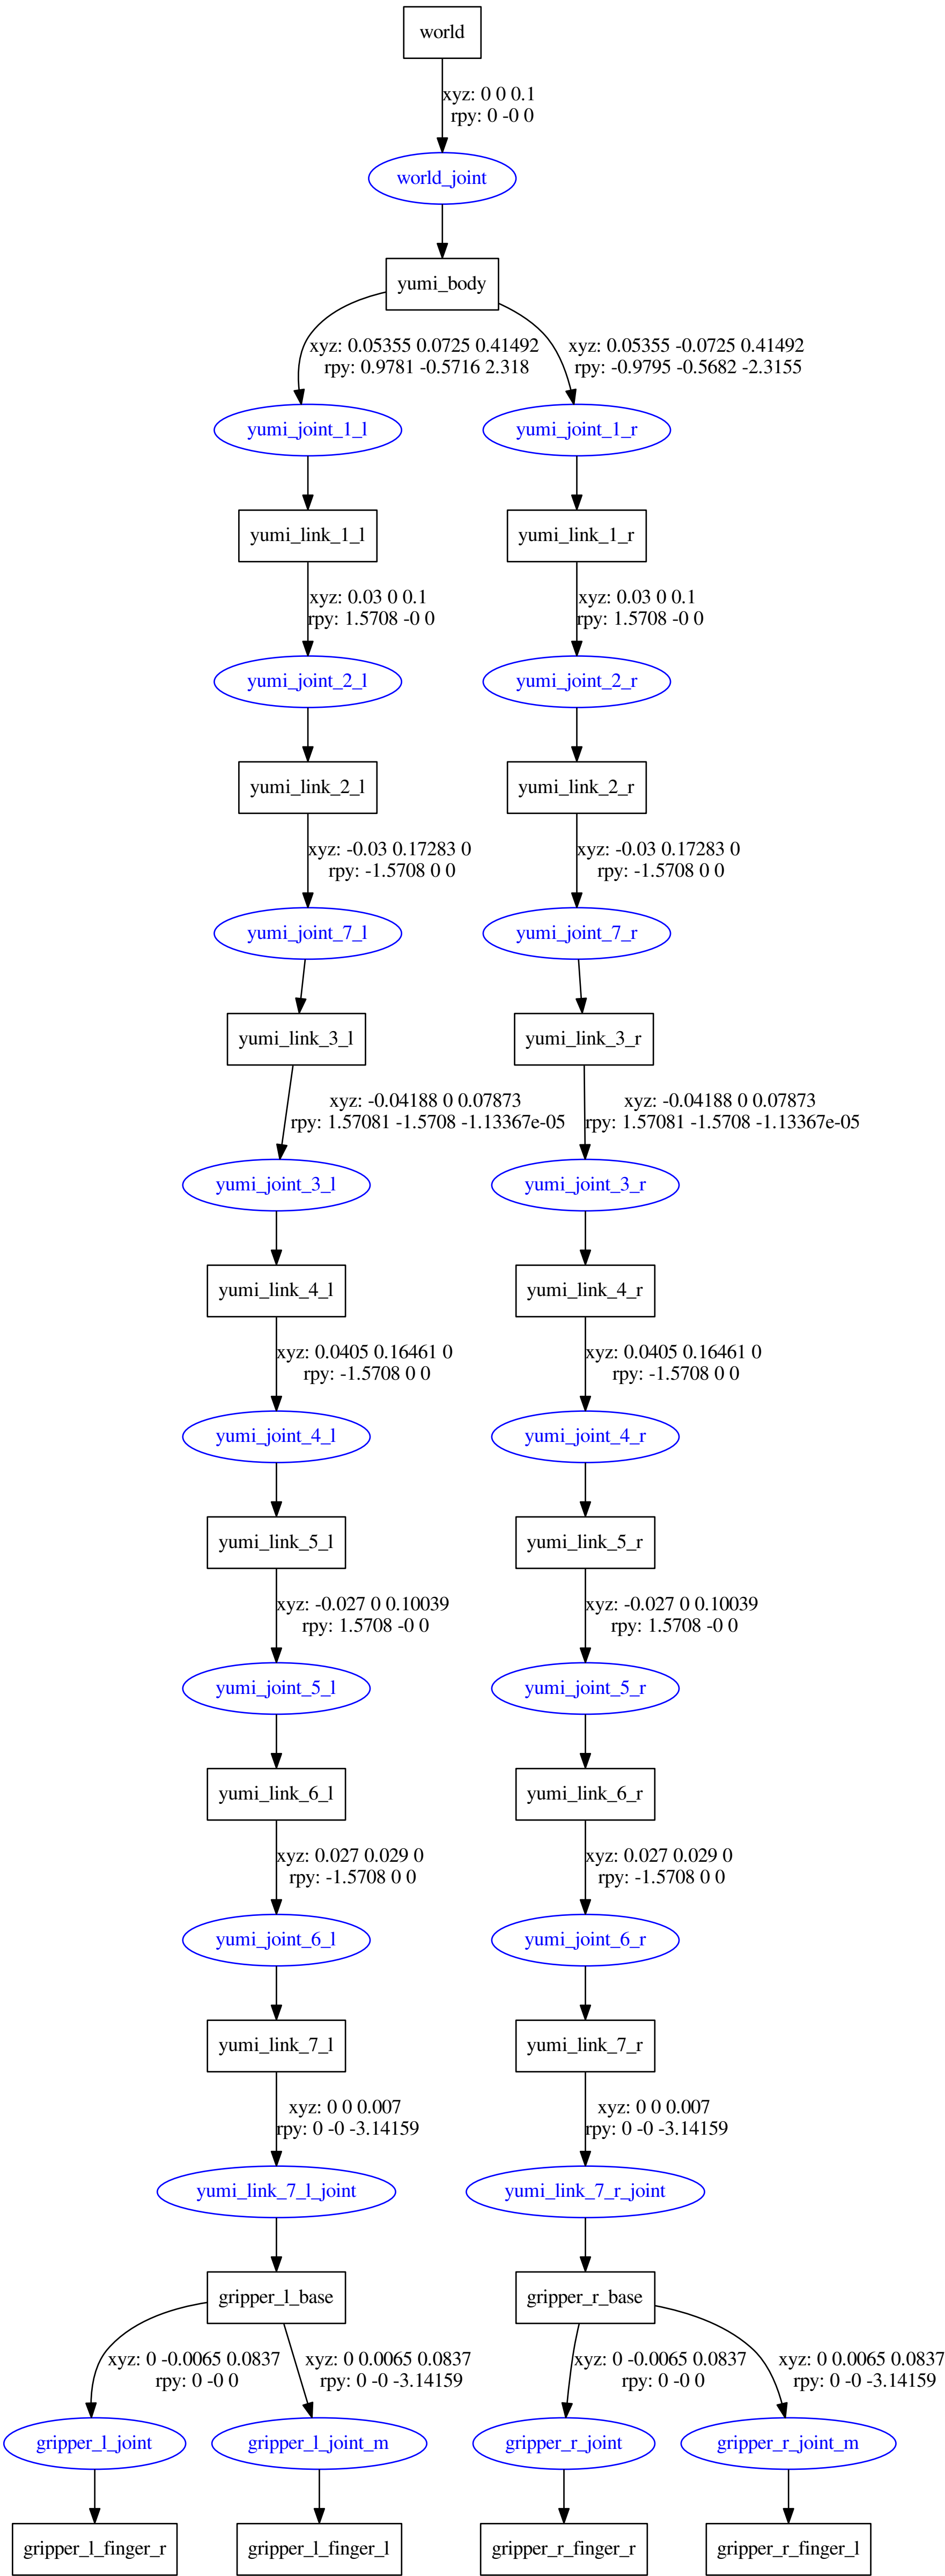 world
xyz: 0 0 0.1
rpy: 0 -0 0
world_joint
yumi_body
xyz: 0.05355 0.0725 0.41492
rpy: 0.9781 -0.5716 2.318
xyz: 0.05355 -0.0725 0.41492
rpy: -0.9795 -0.5682 -2.3155
yumi_joint_1_l
yumi_joint_1_r
yumi_link_1_l
yumi_link_1_r
xyz: 0.03 0 0.1
rpy: 1.5708 -0 0
xyz: 0.03 0 0.1
rpy: 1.5708 -0 0
yumi_joint_2_l
yumi_joint_2_r
yumi_link_2_l
yumi_link_2_r
xyz: -0.03 0.17283 0
rpy: -1.5708 0 0
xyz: -0.03 0.17283 0
rpy: -1.5708 0 0
yumi_joint_7_l
yumi_joint_7_r
yumi_link_3_l
yumi_link_3_r
xyz: -0.04188 0 0.07873
rpy: 1.57081 -1.5708 -1.13367e-05
xyz: -0.04188 0 0.07873
rpy: 1.57081 -1.5708 -1.13367e-05
yumi_joint_3_l
yumi_joint_3_r
yumi_link_4_l
yumi_link_4_r
xyz: 0.0405 0.16461 0
rpy: -1.5708 0 0
xyz: 0.0405 0.16461 0
rpy: -1.5708 0 0
yumi_joint_4_l
yumi_joint_4_r
yumi_link_5_l
yumi_link_5_r
xyz: -0.027 0 0.10039
rpy: 1.5708 -0 0
xyz: -0.027 0 0.10039
rpy: 1.5708 -0 0
yumi_joint_5_l
yumi_joint_5_r
yumi_link_6_l
yumi_link_6_r
xyz: 0.027 0.029 0
rpy: -1.5708 0 0
xyz: 0.027 0.029 0
rpy: -1.5708 0 0
yumi_joint_6_l
yumi_joint_6_r
yumi_link_7_l
yumi_link_7_r
xyz: 0 0 0.007
rpy: 0 -0 -3.14159
xyz: 0 0 0.007
rpy: 0 -0 -3.14159
yumi_link_7_l_joint
yumi_link_7_r_joint
gripper_l_base
gripper_r_base
xyz: 0 -0.0065 0.0837
rpy: 0 -0 0
xyz: 0 0.0065 0.0837
rpy: 0 -0 -3.14159
xyz: 0 -0.0065 0.0837
rpy: 0 -0 0
xyz: 0 0.0065 0.0837
rpy: 0 -0 -3.14159
gripper_l_joint
gripper_l_joint_m
gripper_r_joint
gripper_r_joint_m
gripper_l_finger_r
gripper_l_finger_l
gripper_r_finger_r
gripper_r_finger_l